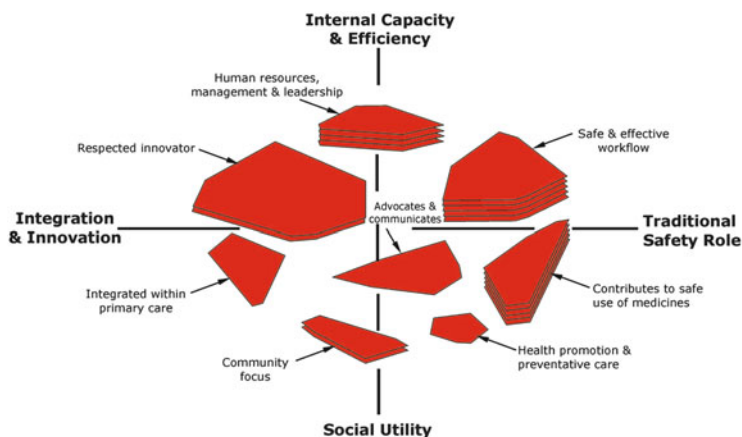 Internal Capacity
& Efficiency
Human resources,
management & leadership
Respected innovator
Safe & effective
workflow
Advocates &
communicates
Integration
& Innovation
Traditional
Safety Role
Integrated within
primary care
Contributes to safe
use of medicines
Community
focus
Health promotion &
preventative care
Social Utility